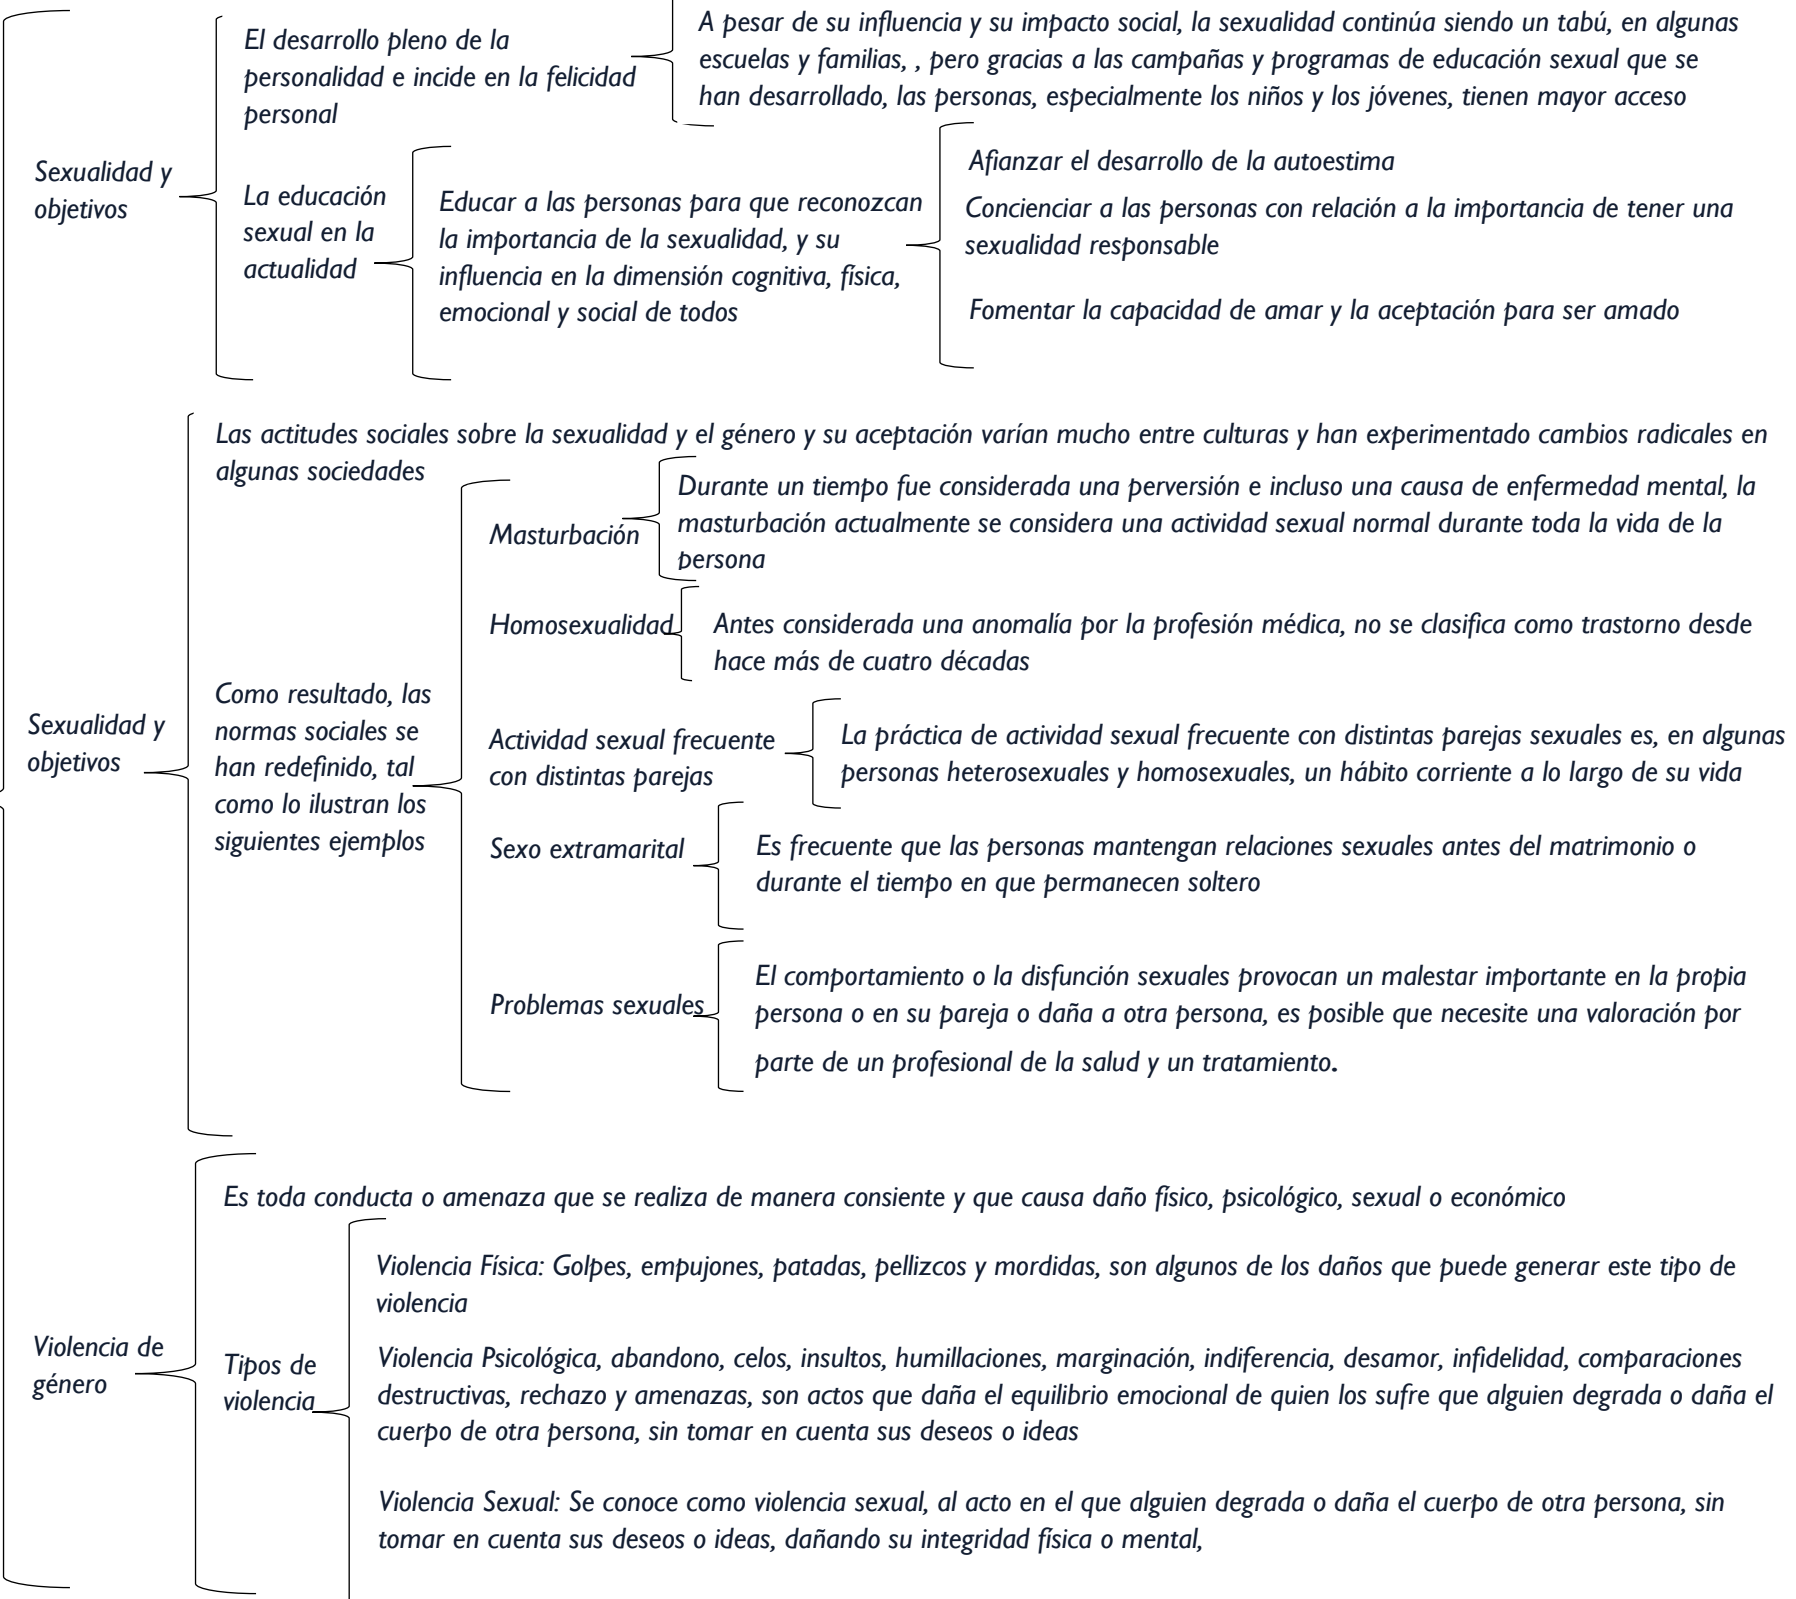 El desarrollo pleno de la
personalidad e incide en la felicidad
personal
A pesar de su influencia y su impacto social, la sexualidad continúa siendo un tabú, en algunas
escuelas y familias, , pero gracias a las campañas y programas de educación sexual que se
han desarrollado, las personas, especialmente los niños y los jóvenes, tienen mayor acceso
Sexualidad y
objetivos
La educación
sexual en la
actualidad
Educar a las personas para que reconozcan
la importancia de la sexualidad, y su
influencia en la dimensión cognitiva, física,
emocional y social de todos
Afianzar el desarrollo de la autoestima
Concienciar a las personas con relación a la importancia de tener una
sexualidad responsable
Fomentar la capacidad de amar y la aceptación para ser amado
Las actitudes sociales sobre la sexualidad y el género y su aceptación varían mucho entre culturas y han experimentado cambios radicales en
algunas sociedades
Sexualidad y
objetivos
Como resultado, las
normas sociales se
han redefinido, tal
como lo ilustran los
siguientes ejemplos
Masturbación
Durante un tiempo fue considerada una perversión e incluso una causa de enfermedad mental, la
masturbación actualmente se considera una actividad sexual normal durante toda la vida de la
persona
Homosexualidad
Antes considerada una anomalía por la profesión médica, no se clasifica como trastorno desde
hace más de cuatro décadas
Actividad sexual frecuente
con distintas parejas
La práctica de actividad sexual frecuente con distintas parejas sexuales es, en algunas
personas heterosexuales y homosexuales, un hábito corriente a lo largo de su vida
Sexo extramarital
Es frecuente que las personas mantengan relaciones sexuales antes del matrimonio o
durante el tiempo en que permanecen soltero
Problemas sexuales
El comportamiento o la disfunción sexuales provocan un malestar importante en la propia
persona o en su pareja o daña a otra persona, es posible que necesite una valoración por
parte de un profesional de la salud y un tratamiento.
Violencia de
género
Es toda conducta o amenaza que se realiza de manera consiente y que causa daño físico, psicológico, sexual o económico
Tipos de
violencia
Violencia Física: Golpes, empujones, patadas, pellizcos y mordidas, son algunos de los daños que puede generar este tipo de
violencia
Violencia Psicológica, abandono, celos, insultos, humillaciones, marginación, indiferencia, desamor, infidelidad, comparaciones
destructivas, rechazo y amenazas, son actos que daña el equilibrio emocional de quien los sufre que alguien degrada o daña el
cuerpo de otra persona, sin tomar en cuenta sus deseos o ideas
Violencia Sexual: Se conoce como violencia sexual, al acto en el que alguien degrada o daña el cuerpo de otra persona, sin
tomar en cuenta sus deseos o ideas, dañando su integridad física o mental,